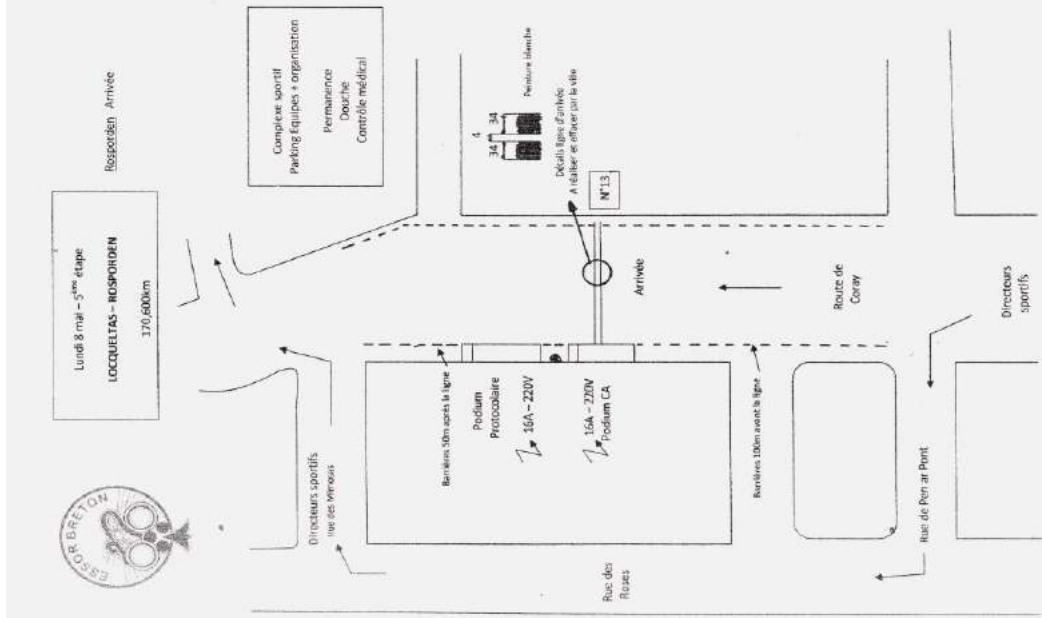 ESSOR BRETON
Lundi 8 mai – 5ème étape
LOCQUELTAS – ROSPORDEN
170,600km
Rosporden Arrivée
Complexe sportif
Parking Equipes + organisation
Permanence
Douche
Contrôle médical
Directeurs sportifs
Rue des Mimosas
Barrières 50m après la ligne
Podium
Protocolaire
16A – 220V
16A – 220V
Podium CA
Barrières 100m avant la ligne
34 4 34
Peinture blanche
Détails ligne d'arrivée
A réaliser et effacer par la ville
N°13
Arrivée
Route de
Coray
Rue des
Roses
Rue de Pen ar Pont
Directeurs
sportifs